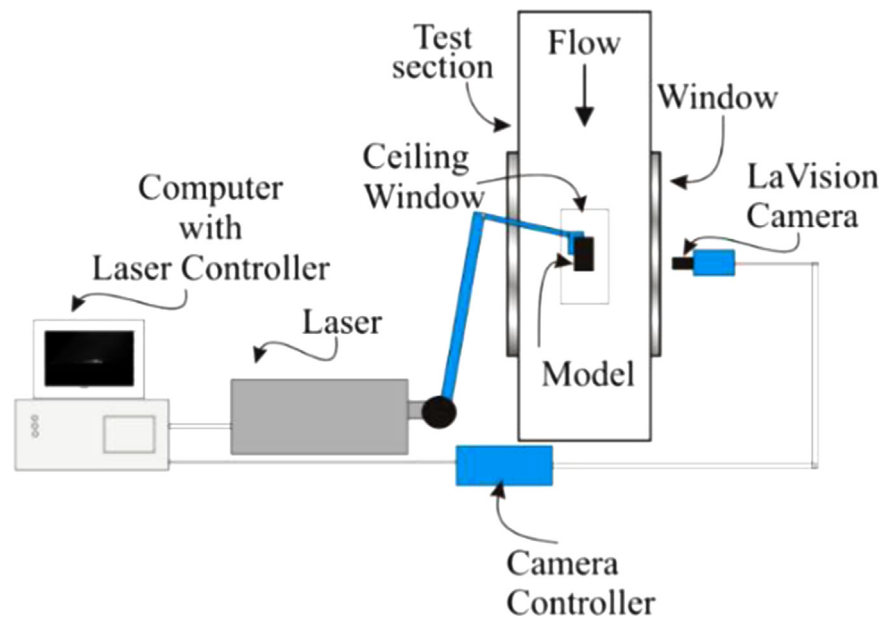 Test
section
Flow
Window
Ceiling
Window
LaVision
Camera
Computer
with
Laser Controller
Laser
Model
Camera
Controller